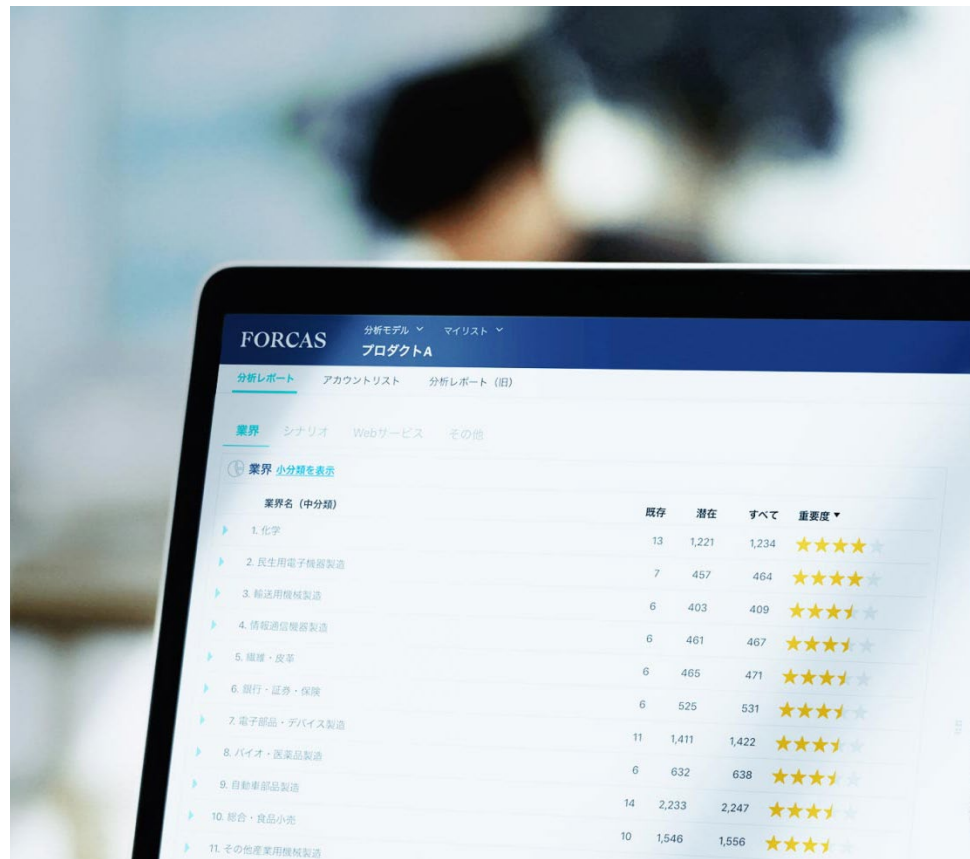 FORCAS
分析モデル マイリスト
プロダクトA
分析レポート アカウントリスト 分析レポート（旧）
業界 シナリオ Webサービス その他
業界 小分類を表示
業界名（中分類） 既存 潜在 すべて 重要度▼
1. 化学 13 1,221 1,234
2. 民生用電子機器製造 7 457 464
3. 輸送用機械製造 6 403 409
4. 情報通信機器製造 6 461 467
5. 繊維・皮革 6 465 471
6. 銀行・証券・保険 6 525 531
7. 電子部品・デバイス製造 11 1,411 1,422
8. バイオ・医薬品製造 6 632 638
9. 自動車部品製造 14 2,233 2,247
10. 総合・食品小売 10 1,546 1,556
11. その他産業用機械製造